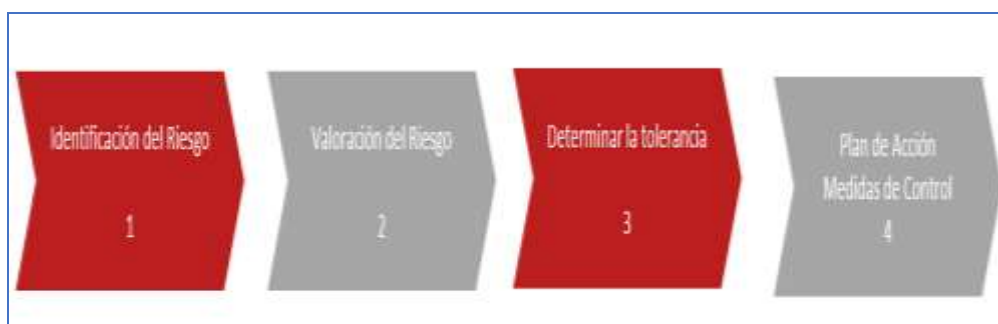 Identificación del Riesgo
1
Valoración del Riesgo
2
Determinar la tolerancia
3
Plan de Acción
Medidas de Control
4